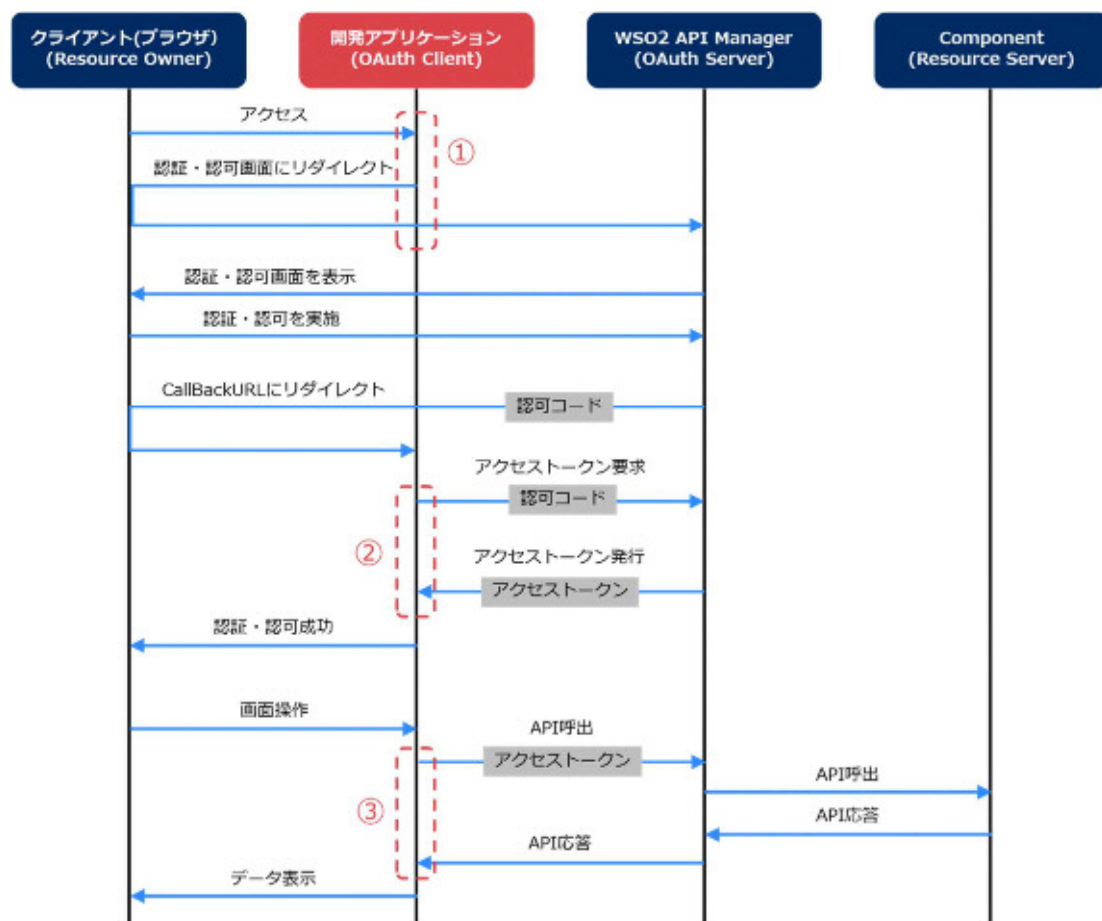 クライアント(ブラウザ)
(Resource Owner)
開発アプリケーション
(OAuth Client)
WSO2 API Manager
(OAuth Server)
Component
(Resource Server)
アクセス
①
認証・認可画面にリダイレクト
認証・認可画面を表示
認証・認可を実施
CallBackURLにリダイレクト
認可コード
アクセストークン要求
認可コード
②
アクセストークン発行
アクセストークン
認証・認可成功
画面操作
API呼出
アクセストークン
API呼出
③
API応答
API応答
データ表示